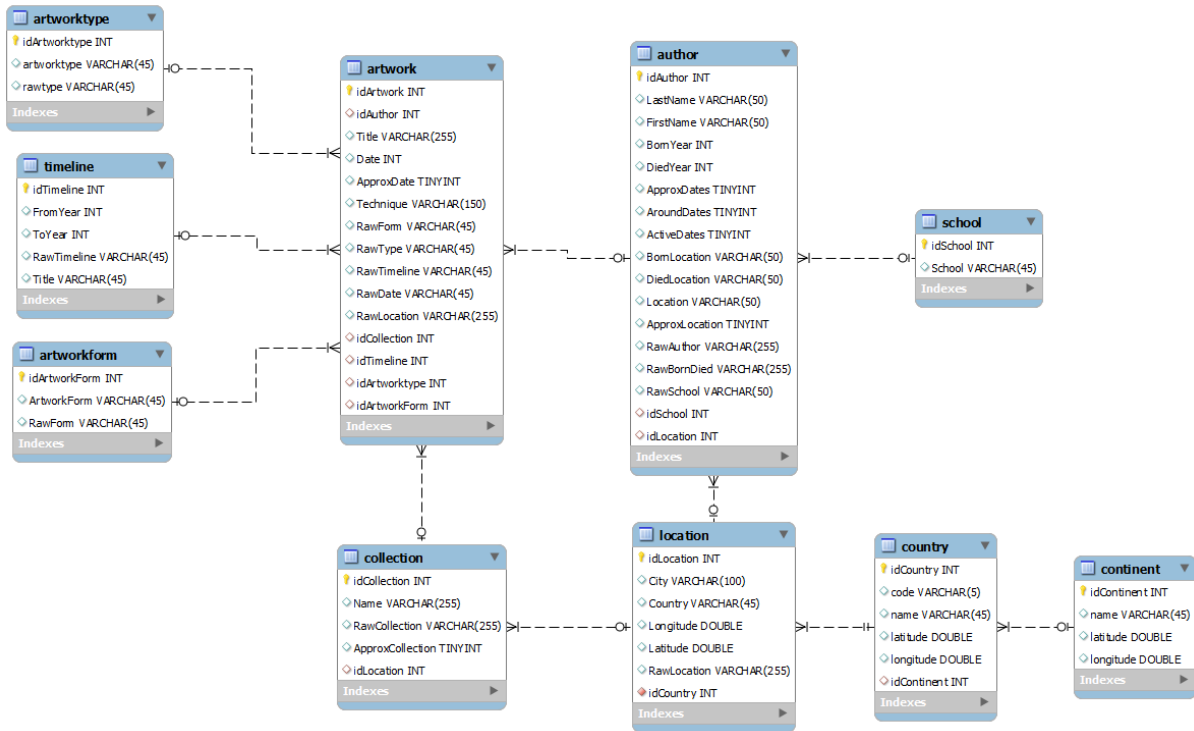 artworktype
idArtworktype INT
artworktype VARCHAR(45)
rawtype VARCHAR(45)
Indexes
timeline
idTimeline INT
FromYear INT
ToYear INT
RawTimeline VARCHAR(45)
Title VARCHAR(45)
Indexes
artworkform
idArtworkForm INT
ArtworkForm VARCHAR(45)
RawForm VARCHAR(45)
Indexes
artwork
idArtwork INT
idAuthor INT
Title VARCHAR(255)
Date INT
ApproxDate TINYINT
Technique VARCHAR(150)
RawForm VARCHAR(45)
RawType VARCHAR(45)
RawTimeline VARCHAR(45)
RawDate VARCHAR(45)
RawLocation VARCHAR(255)
idCollection INT
idTimeline INT
idArtworktype INT
idArtworkForm INT
Indexes
author
idAuthor INT
LastName VARCHAR(50)
FirstName VARCHAR(50)
BornYear INT
DiedYear INT
ApproxDates TINYINT
AroundDates TINYINT
ActiveDates TINYINT
BornLocation VARCHAR(50)
DiedLocation VARCHAR(50)
Location VARCHAR(50)
ApproxLocation TINYINT
RawAuthor VARCHAR(255)
RawBornDied VARCHAR(255)
RawSchool VARCHAR(50)
idSchool INT
idLocation INT
Indexes
school
idSchool INT
School VARCHAR(45)
Indexes
collection
idCollection INT
Name VARCHAR(255)
RawCollection VARCHAR(255)
ApproxCollection TINYINT
idLocation INT
Indexes
location
idLocation INT
City VARCHAR(100)
Country VARCHAR(45)
Longitude DOUBLE
Latitude DOUBLE
RawLocation VARCHAR(255)
idCountry INT
Indexes
country
idCountry INT
code VARCHAR(5)
name VARCHAR(45)
latitude DOUBLE
longitude DOUBLE
idContinent INT
Indexes
continent
idContinent INT
name VARCHAR(45)
latitude DOUBLE
longitude DOUBLE
Indexes